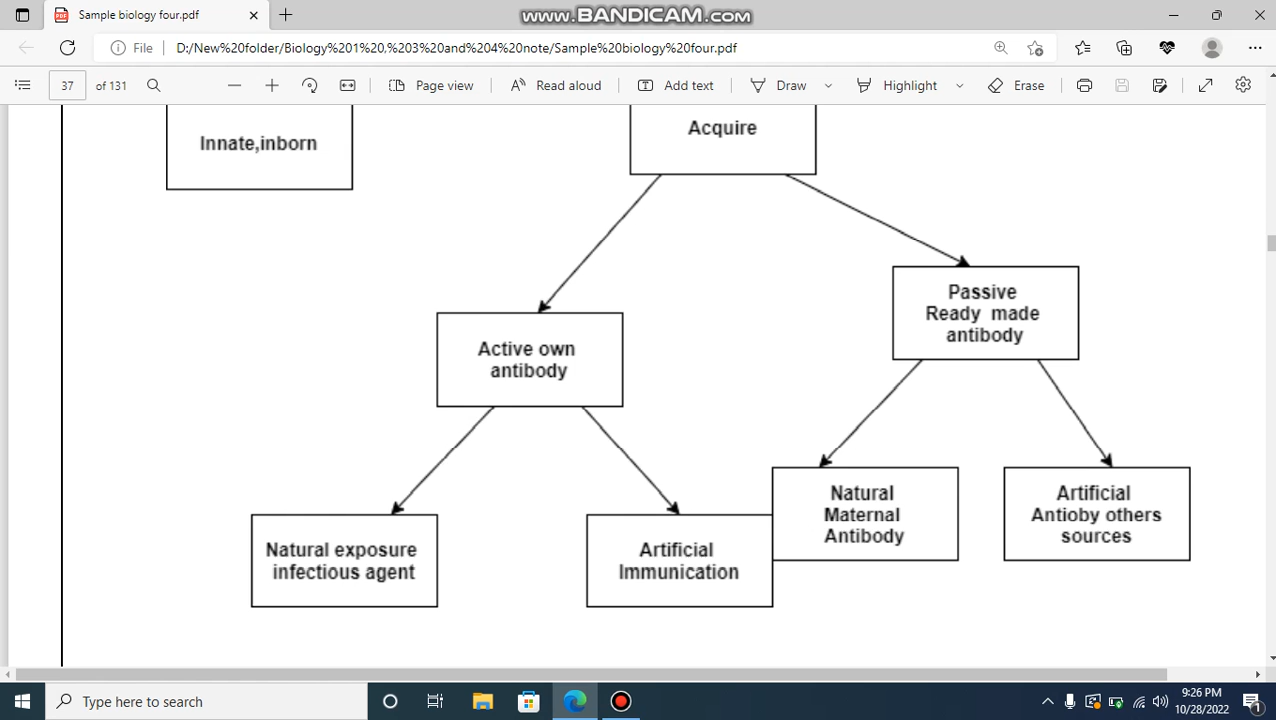 Sample biology four.pdf
WWW.BANDICAM.COM
File
D:/New%20folder/Biology%201%20.%203%20and%204%20note/Sample%20biology%20four.pdf
37 of 131
Page view
Read aloud
Add text
Draw
Highlight
Erase
Innate,inborn
Acquire
Passive
Ready made
antibody
Active own
antibody
Natural
Maternal
Antibody
Artificial
Antioby others
sources
Natural exposure
infectious agent
Artificial
Immunication
Type here to search
9:26 PM
10/28/2022
1